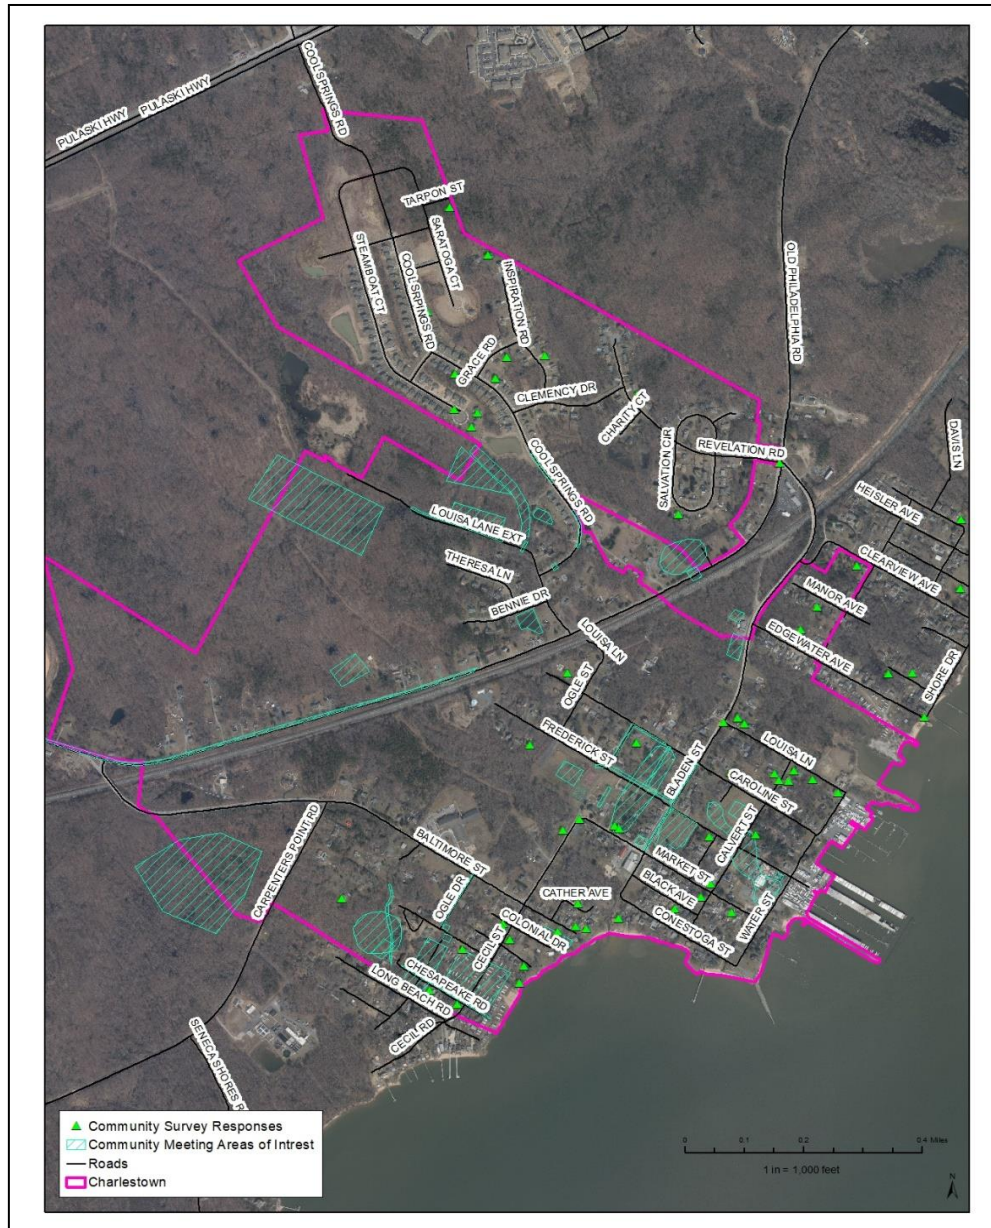 COOLSPRINGS RD
PULASKI HWY
PULASKI HWY
TARPON ST
SARATOGA CT
STEAMBOAT CT
COOLSRPINGS RD
INSPIRATION RD
OLD PHILADELPHIA RD
GRACE RD
CLEMENCY DR
CHARITY CT
REVELATION RD
SALVATION CIR
DAVIS LN
HEISLER AVE
COOLSPRINGS RD
LOUISA LANE EXT
THERESA LN
BENNIE DR
CLEARVIEW AVE
MANOR AVE
EDGEWATER AVE
LOUISA LN
OGLE ST
SHORE DR
FREDERICK ST
BLADEN ST
LOUISA LN
CAROLINE ST
CALVERT ST
CARPENTERS POINT RD
BALTIMORE ST
MARKET ST
BLACK AVE
OGLE DR
CATHER AVE
CONESTOGA ST
WATER ST
COLONIAL DR
CECIL ST
CHESAPEAKE RD
LONG BEACH RD
CECIL RD
SENECA SHORES R
Community Survey Responses
Community Meeting Areas of Intrest
Roads
Charlestown
0 0.1 0.2 0.4 Miles
1 in = 1,000 feet
N